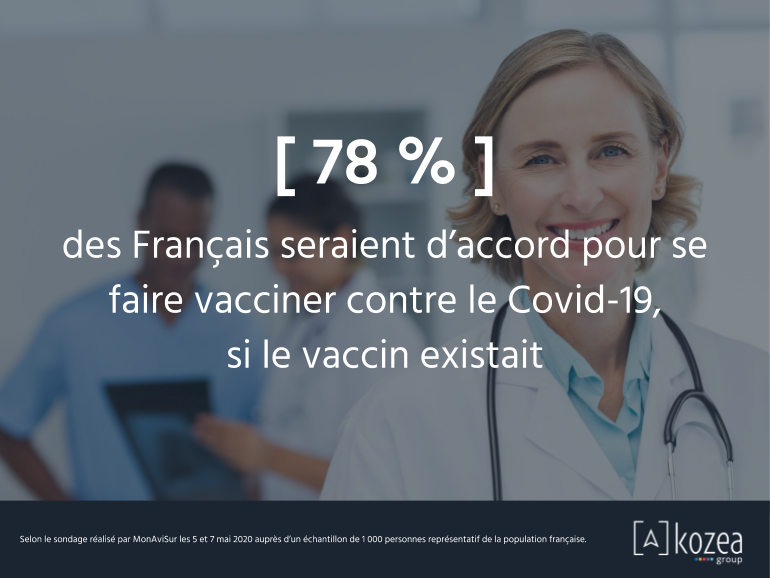 [ 78 % ]
des Français seraient d’accord pour se
faire vacciner contre le Covid-19,
si le vaccin existait
Selon le sondage réalisé par MonAviSur les 5 et 7 mai 2020 auprès d’un échantillon de 1 000 personnes représentatif de la population française.
[A] kozea
group